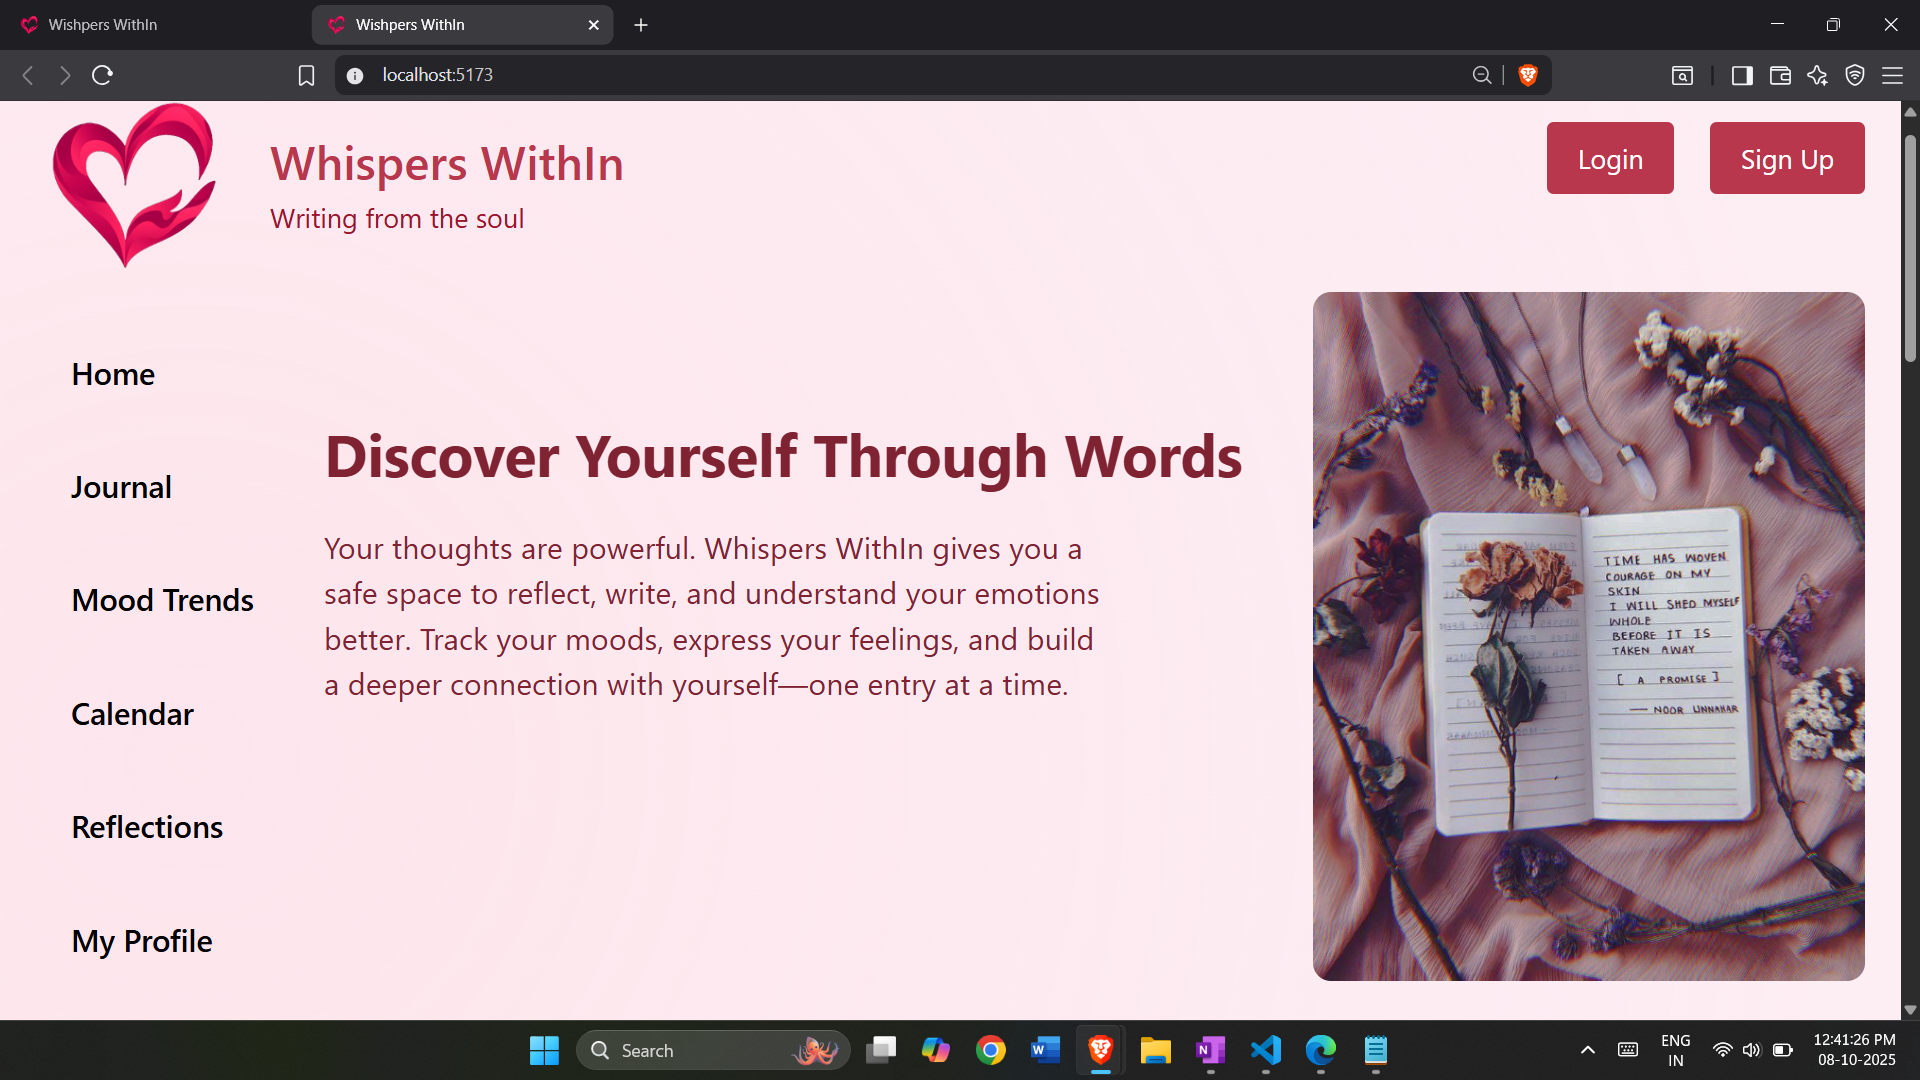 Wishpers WithIn
Wishpers WithIn
localhost:5173
Whispers WithIn
Writing from the soul
Login
Sign Up
Home
Journal
Mood Trends
Calendar
Reflections
My Profile
Discover Yourself Through Words
Your thoughts are powerful. Whispers WithIn gives you a
safe space to reflect, write, and understand your emotions
better. Track your moods, express your feelings, and build
a deeper connection with yourself—one entry at a time.
TIME HAS WOVEN
COURAGE ON MY
SKIN
I WILL SHED MYSELF
WHOLE
BEFORE IT IS
TAKEN AWAY
[ A PROMISE ]
— NOOR UNNAHAR
Search
ENG
IN
12:41:26 PM
08-10-2025